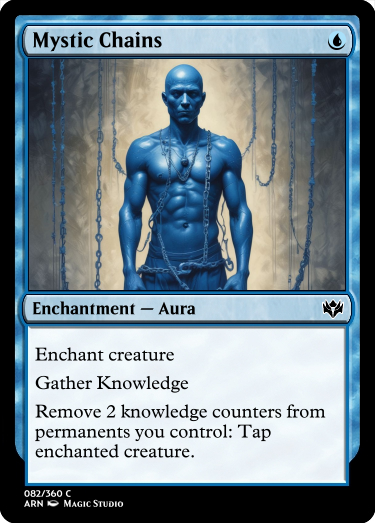 Mystic Chains
Enchantment — Aura
Enchant creature
Gather Knowledge
Remove 2 knowledge counters from
permanents you control: Tap
enchanted creature.
082/360 C
ARN Magic Studio